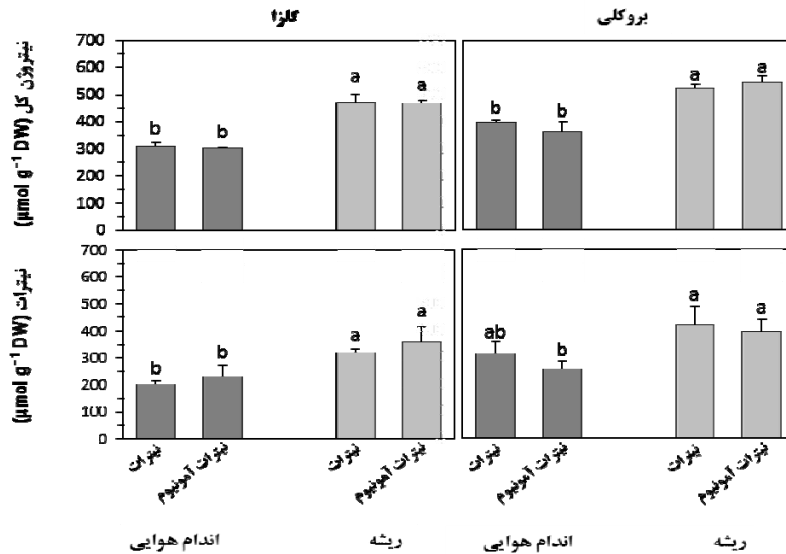 کلزا
بروکلی
نیتروژن کل (μmol g⁻¹ DW)
700
600
500
400
300
200
100
0
b
b
a
a
b
b
a
a
نیترات (μmol g⁻¹ DW)
700
600
500
400
300
200
100
0
b
b
a
a
ab
b
a
a
نیترات
نیترات آمونیوم
نیترات
نیترات آمونیوم
نیترات
نیترات آمونیوم
نیترات
نیترات آمونیوم
اندام هوایی
ریشه
اندام هوایی
ریشه